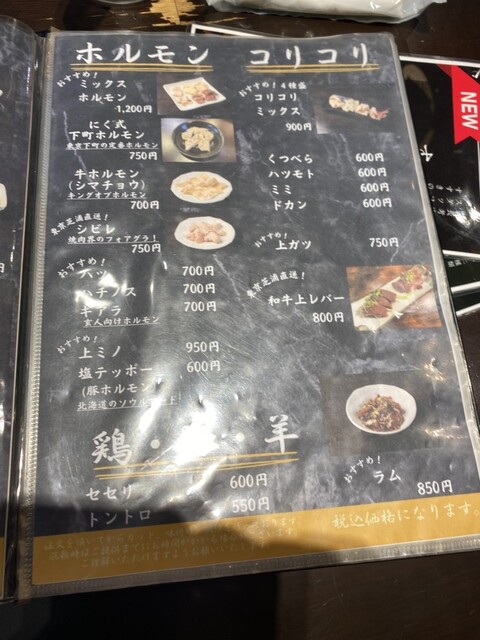 ホルモン コリコリ
おすすめ!
ミックス
ホルモン
1,200円
にく式
下町ホルモン
東京下町の定番ホルモン
750円
牛ホルモン
(シマチョウ)
キングオブホルモン
700円
東京芝浦直送!
シビレ
焼肉界のフォアグラ!
750円
おすすめ!
ハツ 700円
ハチノス 700円
キアラ 700円
玄人向けホルモン
おすすめ!
上ミノ 950円
塩テッポー 600円
(豚ホルモン)
北海道のソウルフード
おすすめ!4種盛
コリコリ
ミックス
900円
くつべら 600円
ハツモト 600円
ミミ 600円
ドカン 600円
おすすめ!
上ガツ 750円
東京芝浦直送!
和牛上レバー
800円
鶏・ ・羊
セセリ 600円
トントロ 550円
おすすめ!
ラム 850円
税込価格になります。
NEW